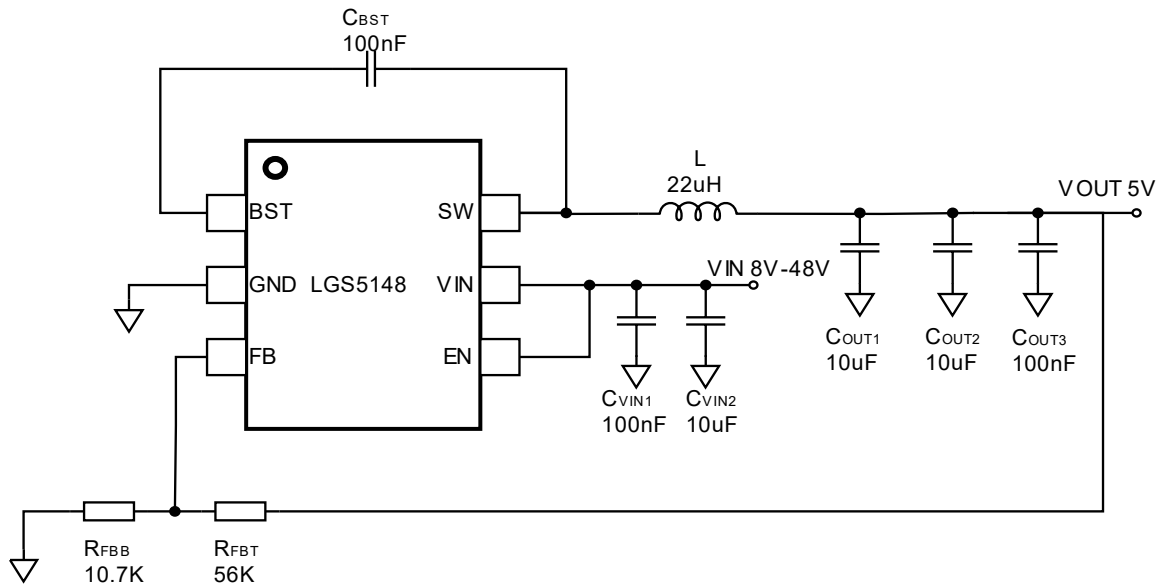 CBST
100nF
L
22uH
VOUT 5V
BST
SW
VIN 8V-48V
GND
LGS5148
VIN
FB
EN
COUT1
10uF
COUT2
10uF
COUT3
100nF
CVIN1
100nF
CVIN2
10uF
RFBB
10.7K
RFBT
56K